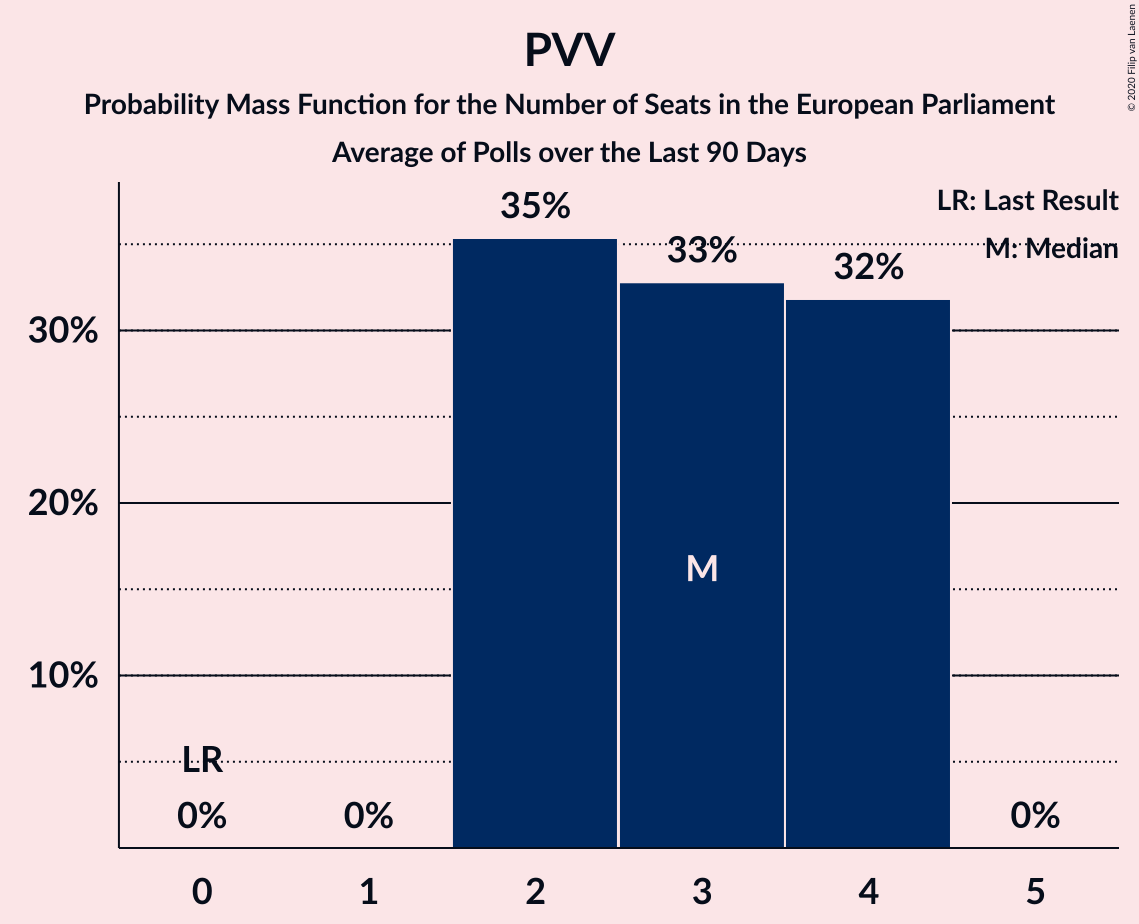 PVV
Probability Mass Function for the Number of Seats in the European Parliament
Average of Polls over the Last 90 Days
© 2020 Filip van Laenen
LR: Last Result
M: Median
35%
33%
32%
30%
20%
10%
M
LR
0%
0%
0%
0
1
2
3
4
5